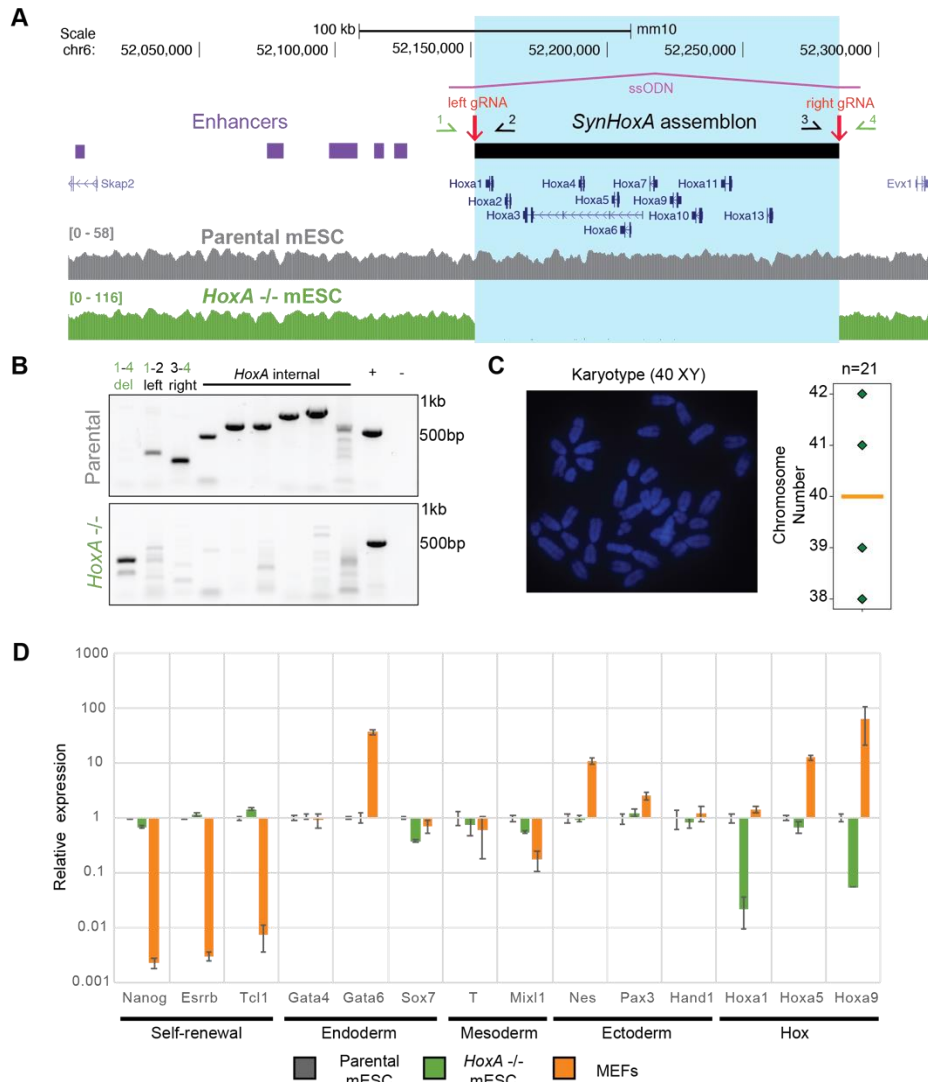 A
Scale 100 kb mm10
chr6: 52,050,000 52,100,000 52,150,000 52,200,000 52,250,000 52,300,000
ssODN
left gRNA right gRNA
Enhancers 1 2 SynHoxA assemblon 3 4
Skap2 Hoxa1 Hoxa4 Hoxa7 Hoxa11 Evx1
Hoxa2 Hoxa5 Hoxa9
Hoxa3 Hoxa10 Hoxa13
Hoxa6
[0 - 58] Parental mESC
[0 - 116] HoxA -/- mESC
B
1-4 1-2 3-4 HoxA internal + -
del left right
Parental
1kb
500bp
HoxA -/-
1kb
500bp
C
Karyotype (40 XY)
n=21
Chromosome
Number
42
41
40
39
38
D
Relative expression
1000
100
10
1
0.1
0.01
0.001
Nanog Esrrb Tcl1 Gata4 Gata6 Sox7 T Mixl1 Nes Pax3 Hand1 Hoxa1 Hoxa5 Hoxa9
Self-renewal Endoderm Mesoderm Ectoderm Hox
Parental mESC
HoxA -/- mESC
MEFs